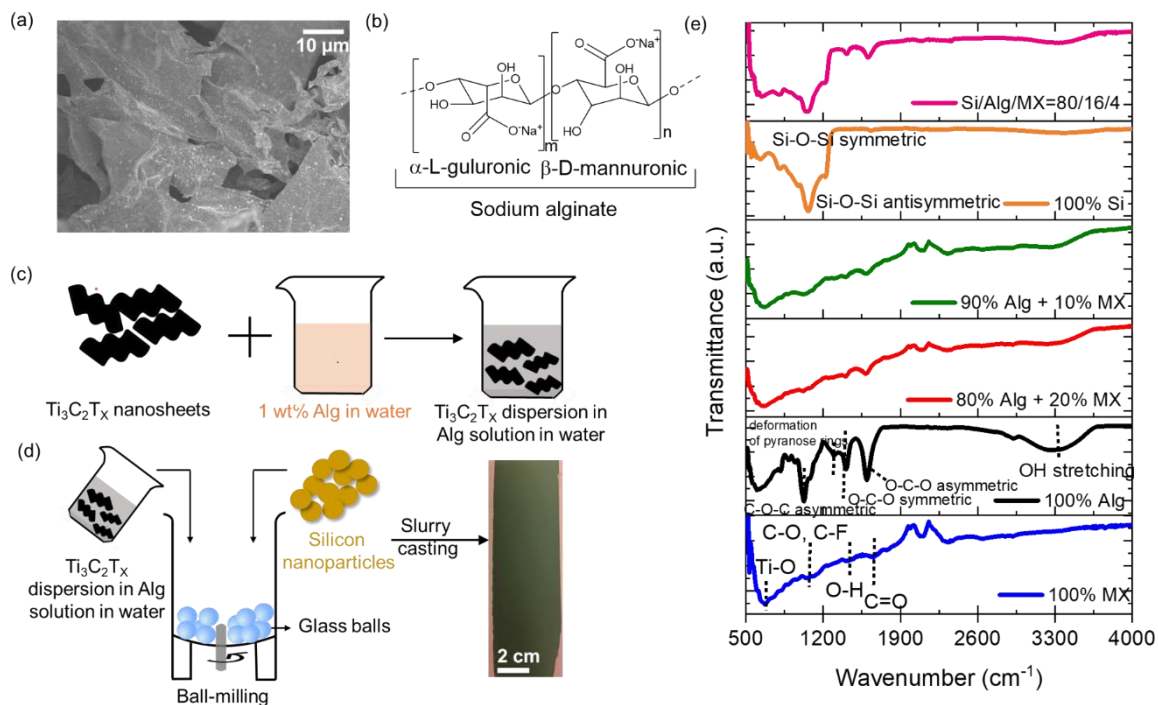 (a)
10 µm
(b)
O
O⁻Na⁺
OH
O
HO
OH
O
O
O⁻Na⁺
m
O
O⁻Na⁺
OH
O
HO
O
n
α-L-guluronic β-D-mannuronic
Sodium alginate
(c)
Ti₃C₂Tₓ nanosheets
1 wt% Alg in water
Ti₃C₂Tₓ dispersion in
Alg solution in water
(d)
Ti₃C₂Tₓ
dispersion in Alg
solution in water
Silicon
nanoparticles
Slurry
casting
Glass balls
Ball-milling
2 cm
(e)
Transmittance (a.u.)
Si/Alg/MX=80/16/4
Si-O-Si symmetric
Si-O-Si antisymmetric
100% Si
90% Alg + 10% MX
80% Alg + 20% MX
deformation
of pyranose rings
O-C-O asymmetric
O-C-O symmetric
OH stretching
C-O-C asymmetric
100% Alg
C-O, C-F
Ti-O
O-H
C=O
100% MX
500 1200 1900 2600 3300 4000
Wavenumber (cm⁻¹)